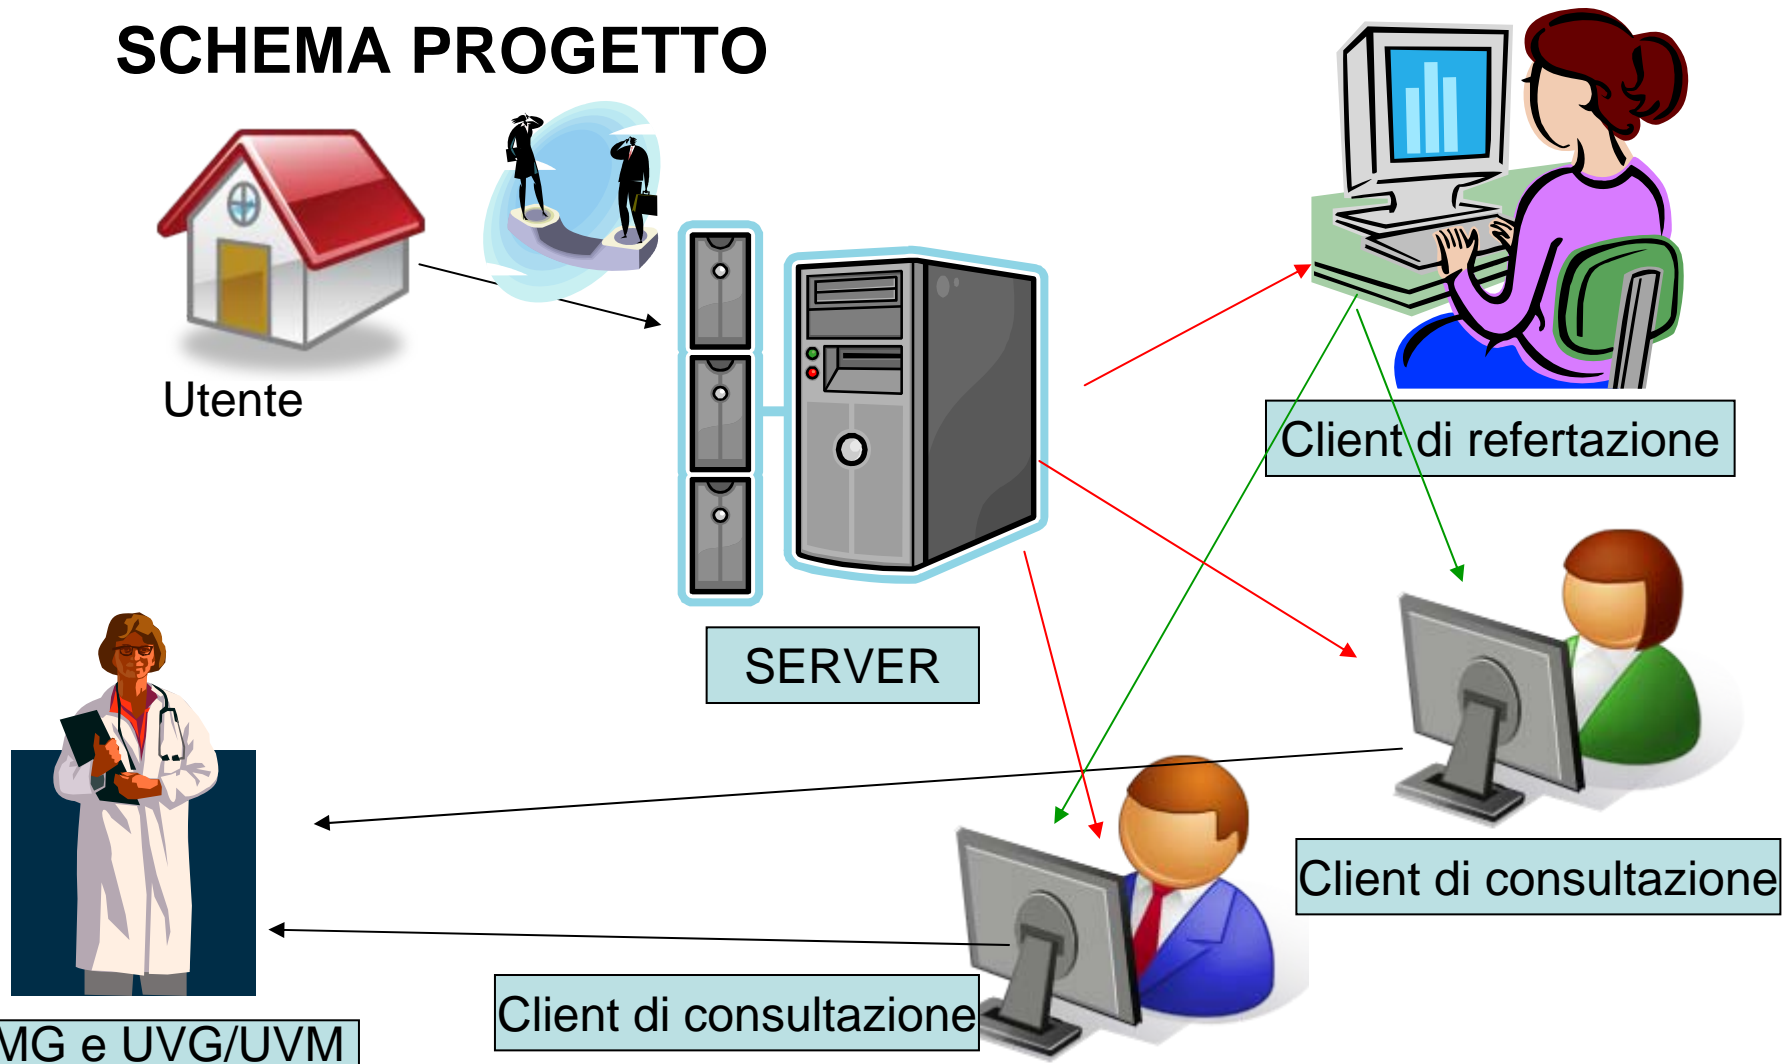 SCHEMA PROGETTO
Utente
Client di refertazione
SERVER
Client di consultazione
Client di consultazione
MG e UVG/UVM